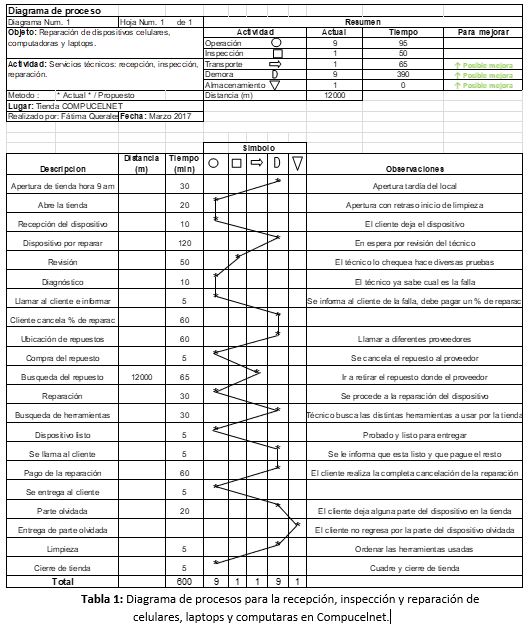 Diagrama de proceso
Diagrama Num. 1 Hoja Num. 1 de 1 Resumen
Objeto: Reparación de dispositivos celulares, computadoras y laptops. Actividad Actual Tiempo Para mejorar
Operación 9 95
Inspección 1 50
Actividad: Servicios técnicos: recepción, inspección, reparación. Transporte 1 65 ↑ Posible mejora
Demora 9 390 ↑ Posible mejora
Almacenamiento 1 0 ↑ Posible mejora
Metodo : * Actual * / Propuesto Distancia (m) 12000
Lugar: Tienda COMPUCELNET
Realizado por: Fátima Querales Fecha : Marzo 2017
Simbolo
Descripcion Distancia (m) Tiempo (min) Observaciones
Apertura de tienda hora 9 am 30 Apertura tardía del local
Abre la tienda 20 Apertura con retraso inicio de limpieza
Recepción del dispositivo 10 El cliente deja el dispositivo
Dispositivo por reparar 120 En espera por revisión del técnico
Revisión 50 El técnico lo chequea hace diversas pruebas
Diagnóstico 10 El técnico ya sabe cual es la falla
Llamar al cliente e informar 5 Se informa al cliente de la falla, debe pagar un % de reparac
Cliente cancela % de reparac 60
Ubicación de repuestos 60 Llamar a diferentes proveedores
Compra del repuesto 5 Se cancela el repuesto al proveedor
Busqueda del repuesto 12000 65 Ir a retirar el repuesto donde el proveedor
Reparación 30 Se procede a la reparación del dispositivo
Busqueda de herramientas 30 Técnico busca las distintas herramientas a usar por la tienda
Dispositivo listo 5 Probado y listo para entregar
Se llama al cliente 5 Se le informa que esta listo y que pague el resto
Pago de la reparación 60 El cliente realiza la completa cancelación de la reparación
Se entrega al cliente 5
Parte olvidada 20 El cliente deja alguna parte del dispositivo en la tienda
Entrega de parte olvidada El cliente no regresa por la parte del dispositivo olvidada
Limpieza 5 Ordenar las herramientas usadas
Cierre de tienda 5 Cuadre y cierre de tienda
Total 600 9 1 1 9 1
Tabla 1: Diagrama de procesos para la recepción, inspección y reparación de
celulares, laptops y computaras en Compucelnet.